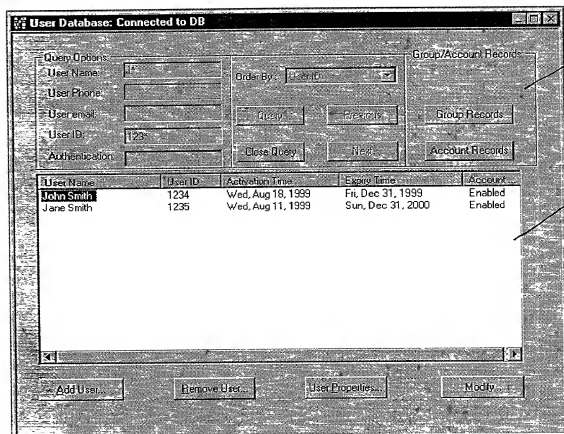 User Database: Connected to DB
Query Options:
User Name: J*
User Phone:
User email:
User ID: 123*
Authentication:
Order By: User ID
Query
Previous
Close Query
Next
Group/Account Records:
Group Records
Account Records
User Name User ID Activation Time Expiry Time Account
John Smith 1234 Wed, Aug 18, 1999 Fri, Dec 31, 1999 Enabled
Jane Smith 1235 Wed, Aug 11, 1999 Sun, Dec 31, 2000 Enabled
Add User...
Remove User...
User Properties...
Modify...